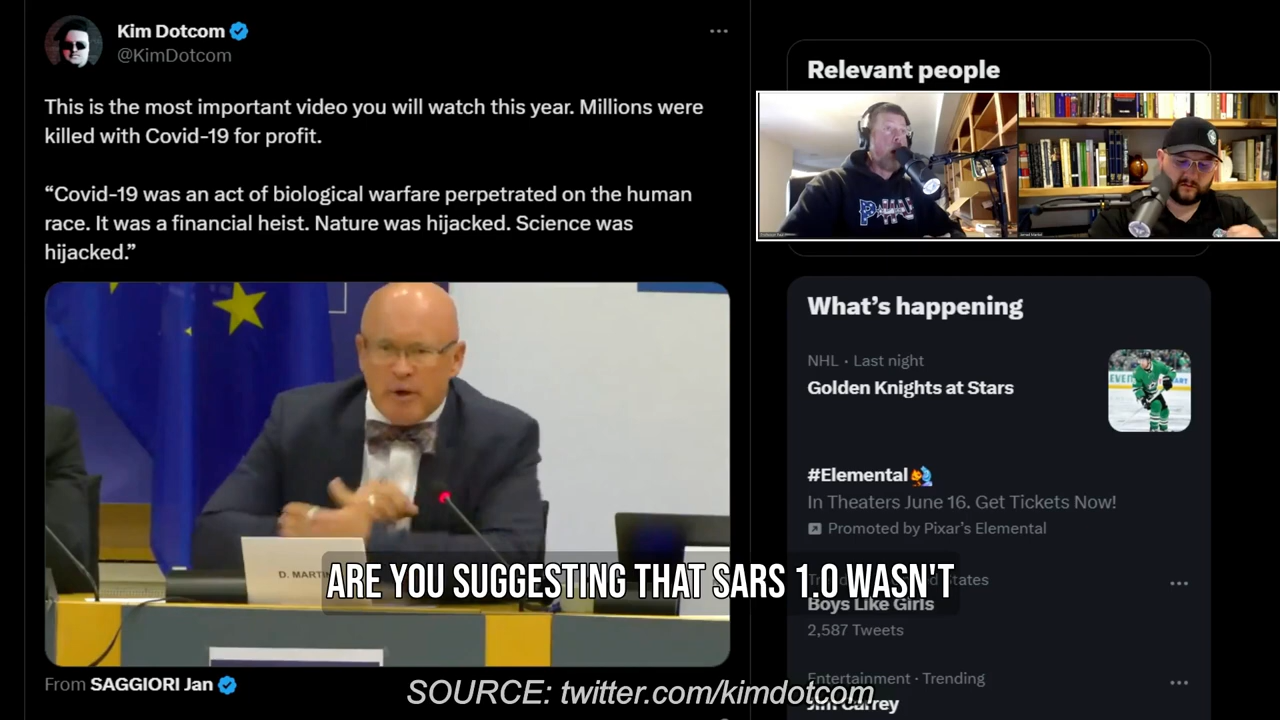 Kim Dotcom
@KimDotcom
This is the most important video you will watch this year. Millions were
killed with Covid-19 for profit.
“Covid-19 was an act of biological warfare perpetrated on the human
race. It was a financial heist. Nature was hijacked. Science was
hijacked.”
D. MARTIN
From SAGGIORI Jan
Relevant people
What’s happening
NHL · Last night
Golden Knights at Stars
#Elemental
In Theaters June 16. Get Tickets Now!
Promoted by Pixar’s Elemental
Boys Like Girls
2,587 Tweets
Entertainment · Trending
Jim Carrey
ARE YOU SUGGESTING THAT SARS 1.0 WASN'T
SOURCE: twitter.com/kimdotcom